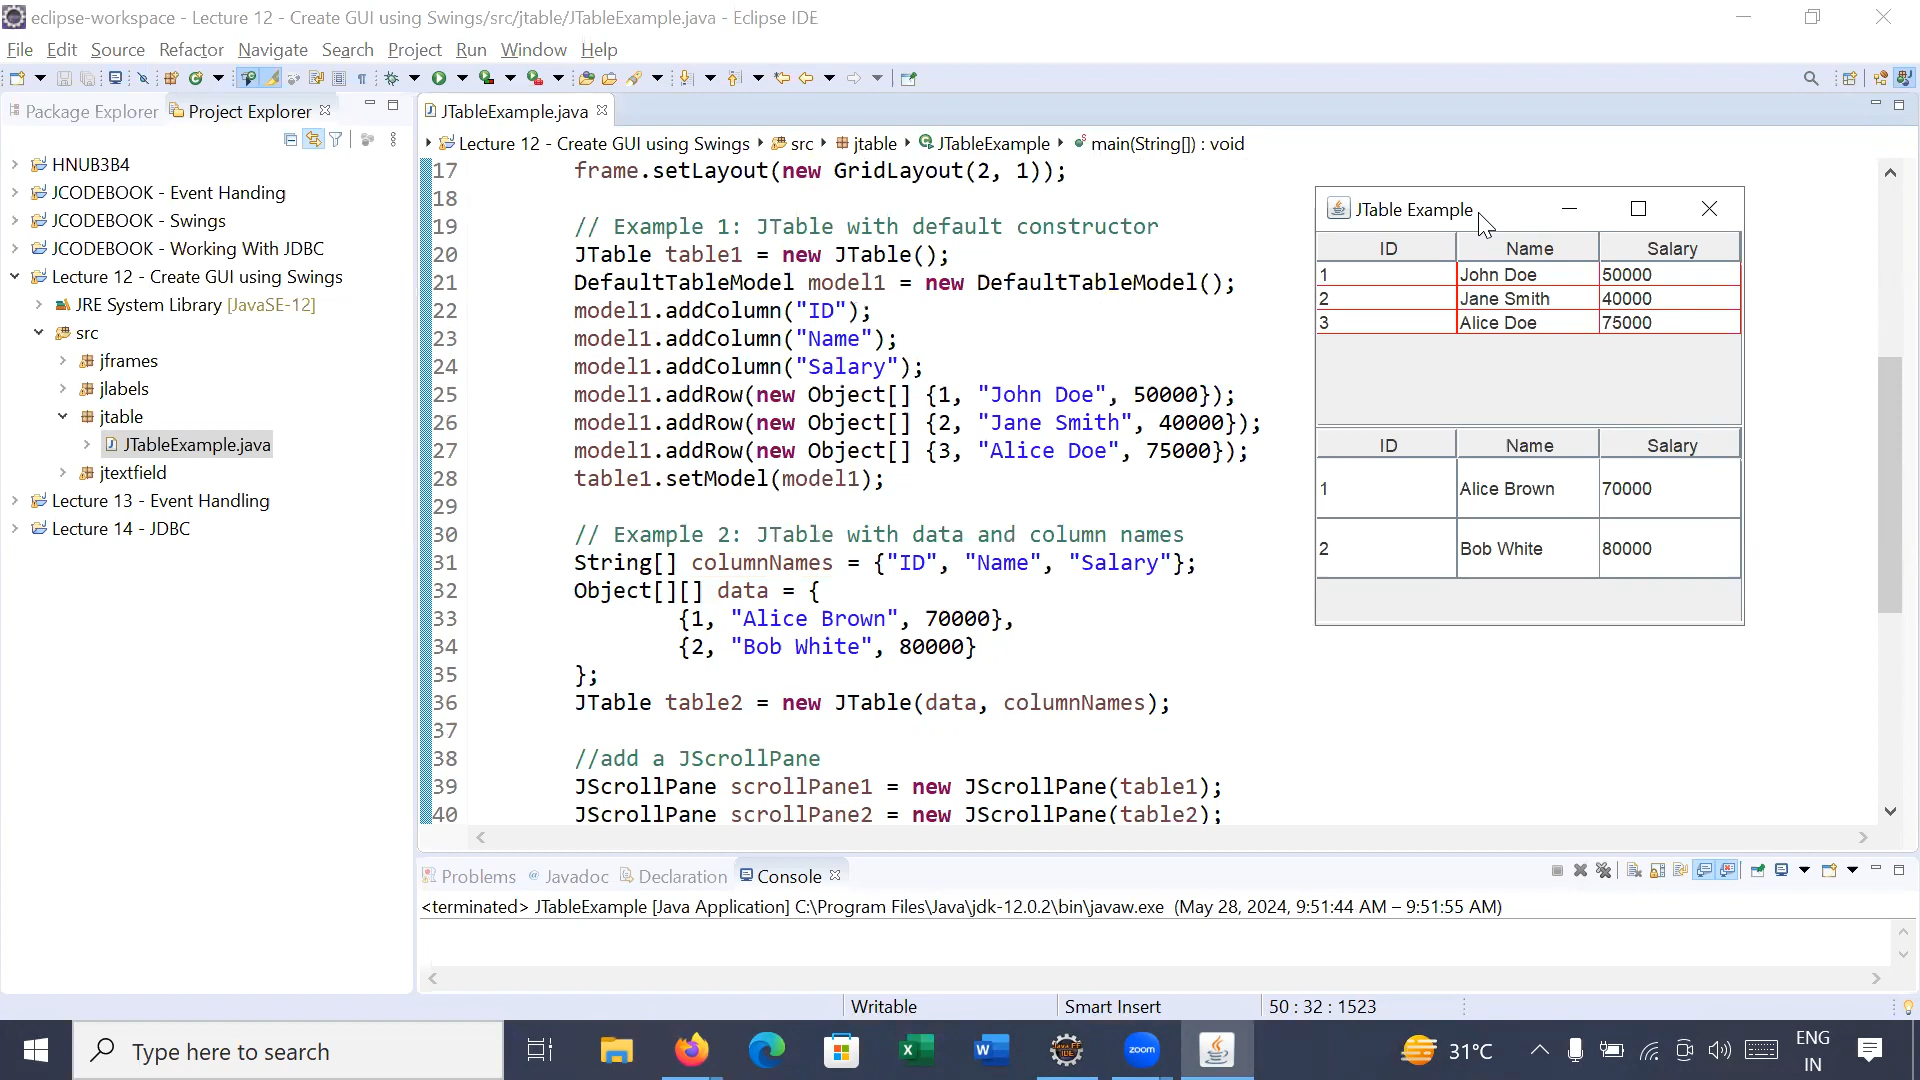 eclipse-workspace - Lecture 12 - Create GUI using Swings/src/jtable/JTableExample.java - Eclipse IDE
File Edit Source Refactor Navigate Search Project Run Window Help
Package Explorer
Project Explorer
HNUB3B4
JCODEBOOK - Event Handing
JCODEBOOK - Swings
JCODEBOOK - Working With JDBC
Lecture 12 - Create GUI using Swings
JRE System Library [JavaSE-12]
src
jframes
jlabels
jtable
JTableExample.java
jtextfield
Lecture 13 - Event Handling
Lecture 14 - JDBC
JTableExample.java
Lecture 12 - Create GUI using Swings src jtable JTableExample main(String[]) : void
17 frame.setLayout(new GridLayout(2, 1));
18
19 // Example 1: JTable with default constructor
20 JTable table1 = new JTable();
21 DefaultTableModel model1 = new DefaultTableModel();
22 model1.addColumn("ID");
23 model1.addColumn("Name");
24 model1.addColumn("Salary");
25 model1.addRow(new Object[] {1, "John Doe", 50000});
26 model1.addRow(new Object[] {2, "Jane Smith", 40000});
27 model1.addRow(new Object[] {3, "Alice Doe", 75000});
28 table1.setModel(model1);
29
30 // Example 2: JTable with data and column names
31 String[] columnNames = {"ID", "Name", "Salary"};
32 Object[][] data = {
33 {1, "Alice Brown", 70000},
34 {2, "Bob White", 80000}
35 };
36 JTable table2 = new JTable(data, columnNames);
37
38 //add a JScrollPane
39 JScrollPane scrollPane1 = new JScrollPane(table1);
40 JScrollPane scrollPane2 = new JScrollPane(table2);
JTable Example
ID Name Salary
1 John Doe 50000
2 Jane Smith 40000
3 Alice Doe 75000
ID Name Salary
1 Alice Brown 70000
2 Bob White 80000
Problems @ Javadoc Declaration Console
<terminated> JTableExample [Java Application] C:\Program Files\Java\jdk-12.0.2\bin\javaw.exe (May 28, 2024, 9:51:44 AM – 9:51:55 AM)
Writable Smart Insert 50 : 32 : 1523
Type here to search
zoom
31°C
ENG
IN